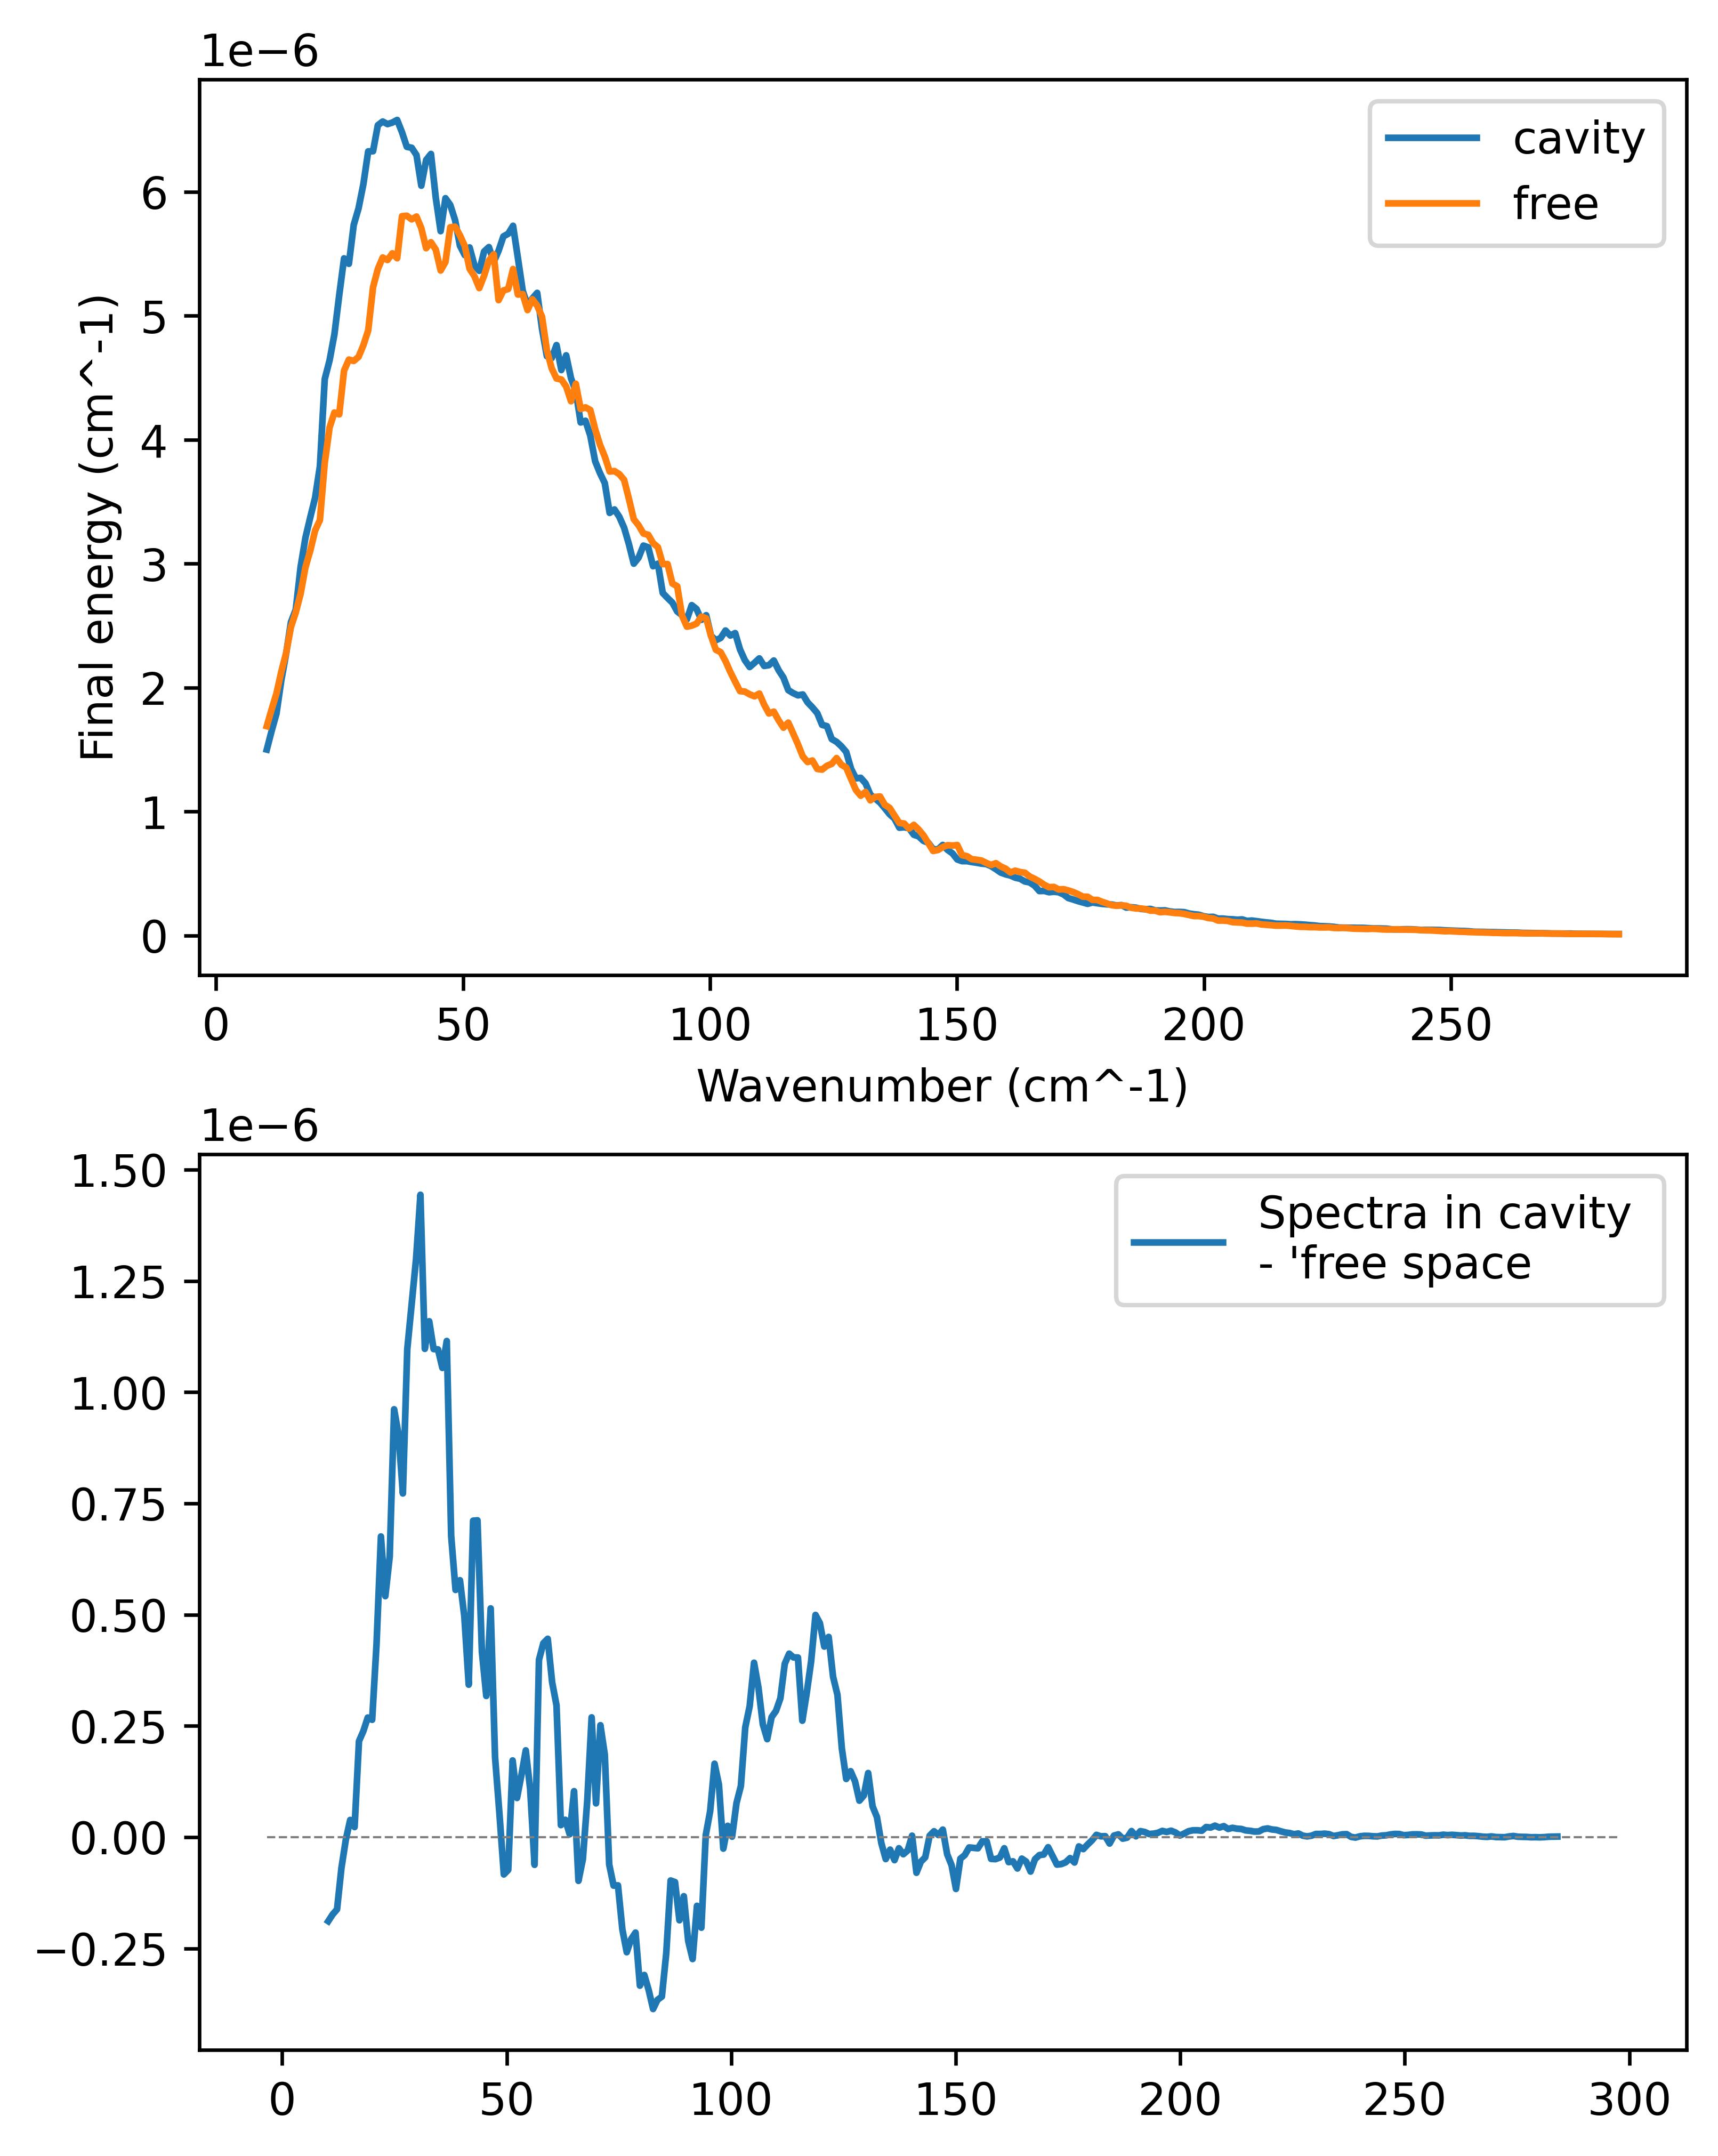 1e−6
cavity
free
6
5
4
3
2
1
0
Final energy (cm^-1)
0 50 100 150 200 250
Wavenumber (cm^-1)
1e−6
Spectra in cavity
- 'free space
1.50
1.25
1.00
0.75
0.50
0.25
0.00
−0.25
0 50 100 150 200 250 300